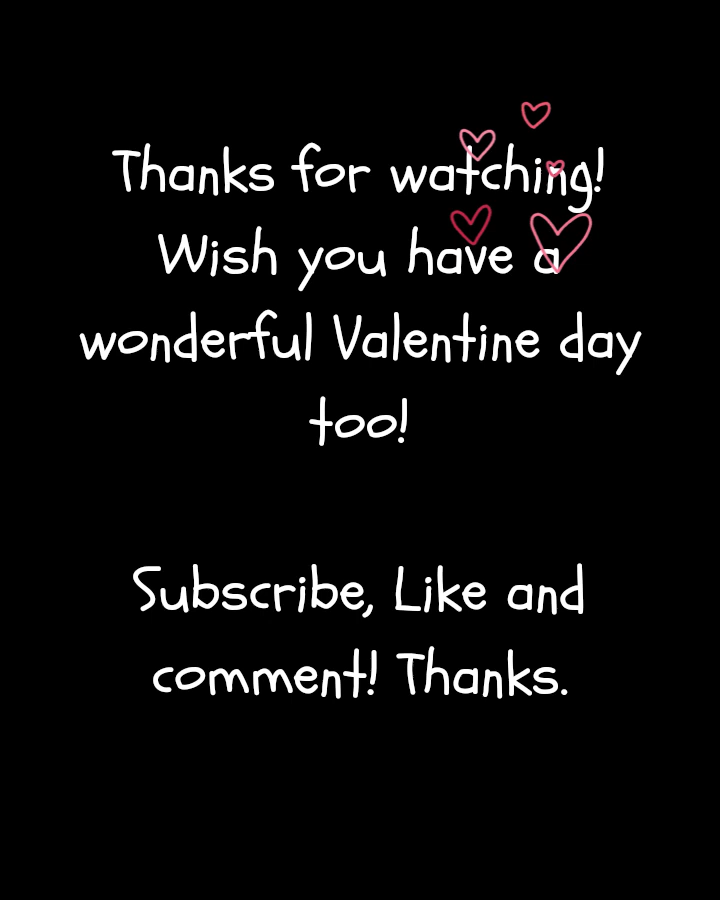 Thanks for watching!
Wish you have a
wonderful Valentine day
too!
Subscribe, Like and
comment! Thanks.